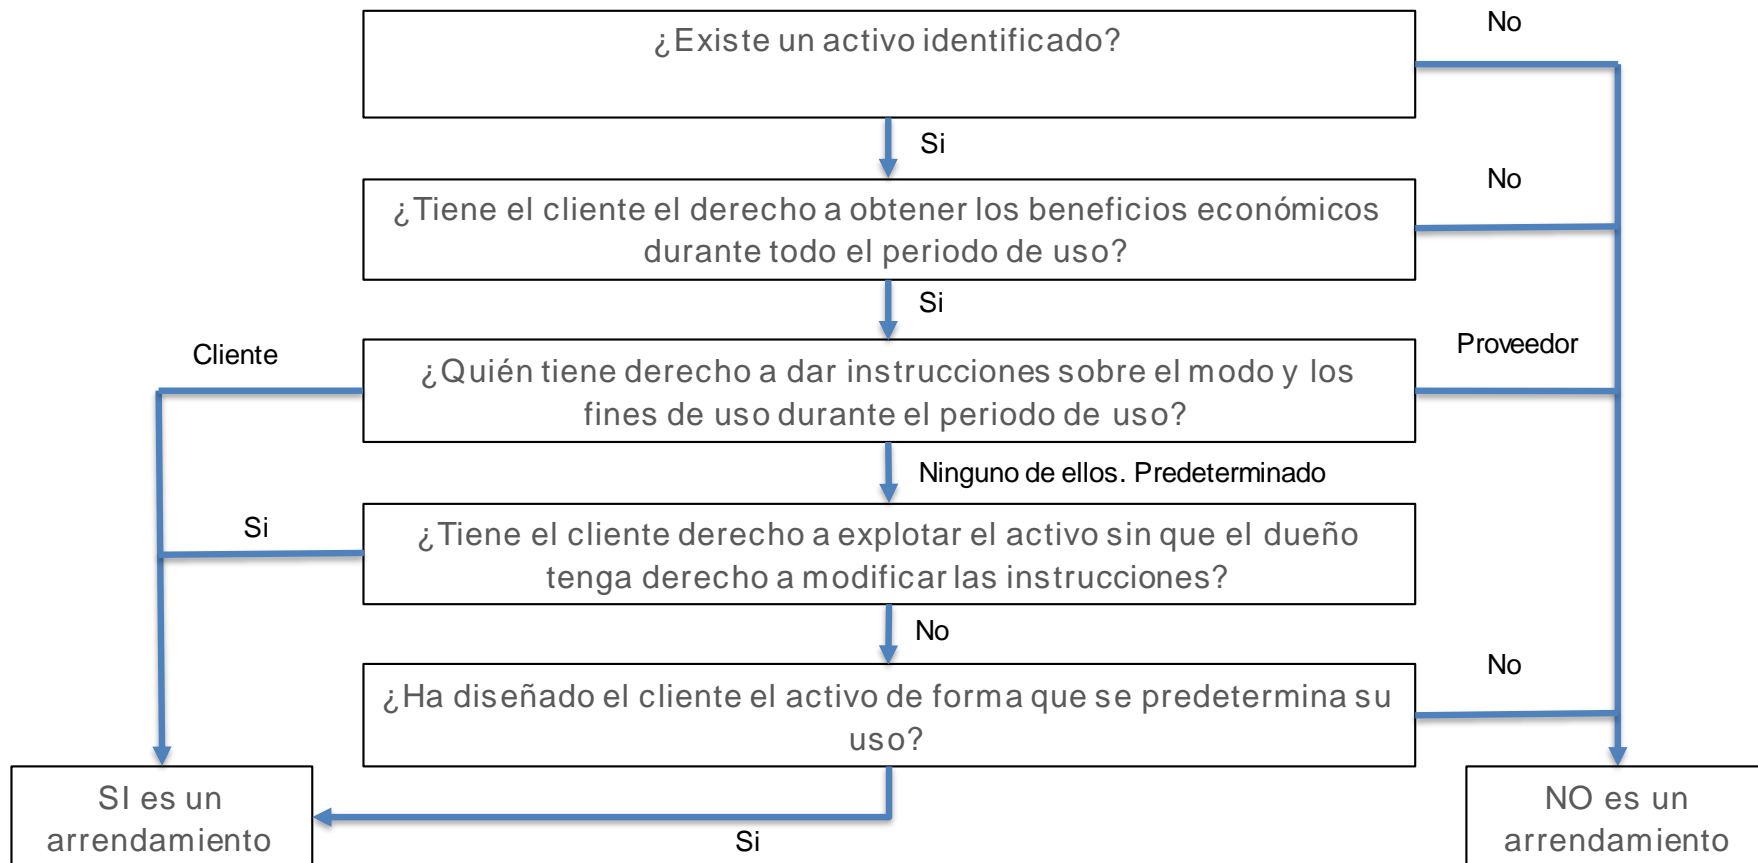 ¿Existe un activo identificado?
No
Si
¿Tiene el cliente el derecho a obtener los beneficios económicos
durante todo el periodo de uso?
No
Si
Cliente
¿Quién tiene derecho a dar instrucciones sobre el modo y los
fines de uso durante el periodo de uso?
Proveedor
Ninguno de ellos. Predeterminado
Si
¿Tiene el cliente derecho a explotar el activo sin que el dueño
tenga derecho a modificar las instrucciones?
No
¿Ha diseñado el cliente el activo de forma que se predetermina su
uso?
No
SI es un
arrendamiento
Si
NO es un
arrendamiento